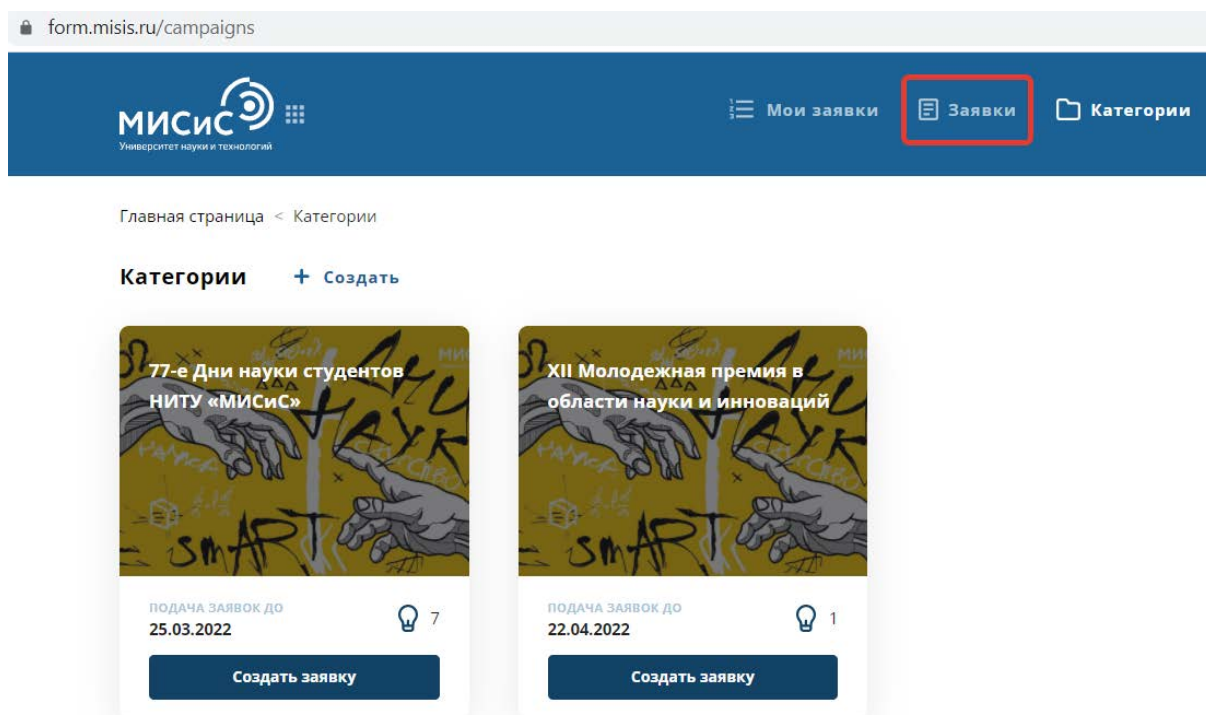 form.misis.ru/campaigns
МИСИС
Университет науки и технологий
Мои заявки
Заявки
Категории
Главная страница < Категории
Категории + Создать
77-е Дни науки студентов
НИТУ «МИСиС»
smART
ПОДАЧА ЗАЯВОК ДО
25.03.2022
7
Создать заявку
XII Молодежная премия в
области науки и инноваций
smART
ПОДАЧА ЗАЯВОК ДО
22.04.2022
1
Создать заявку